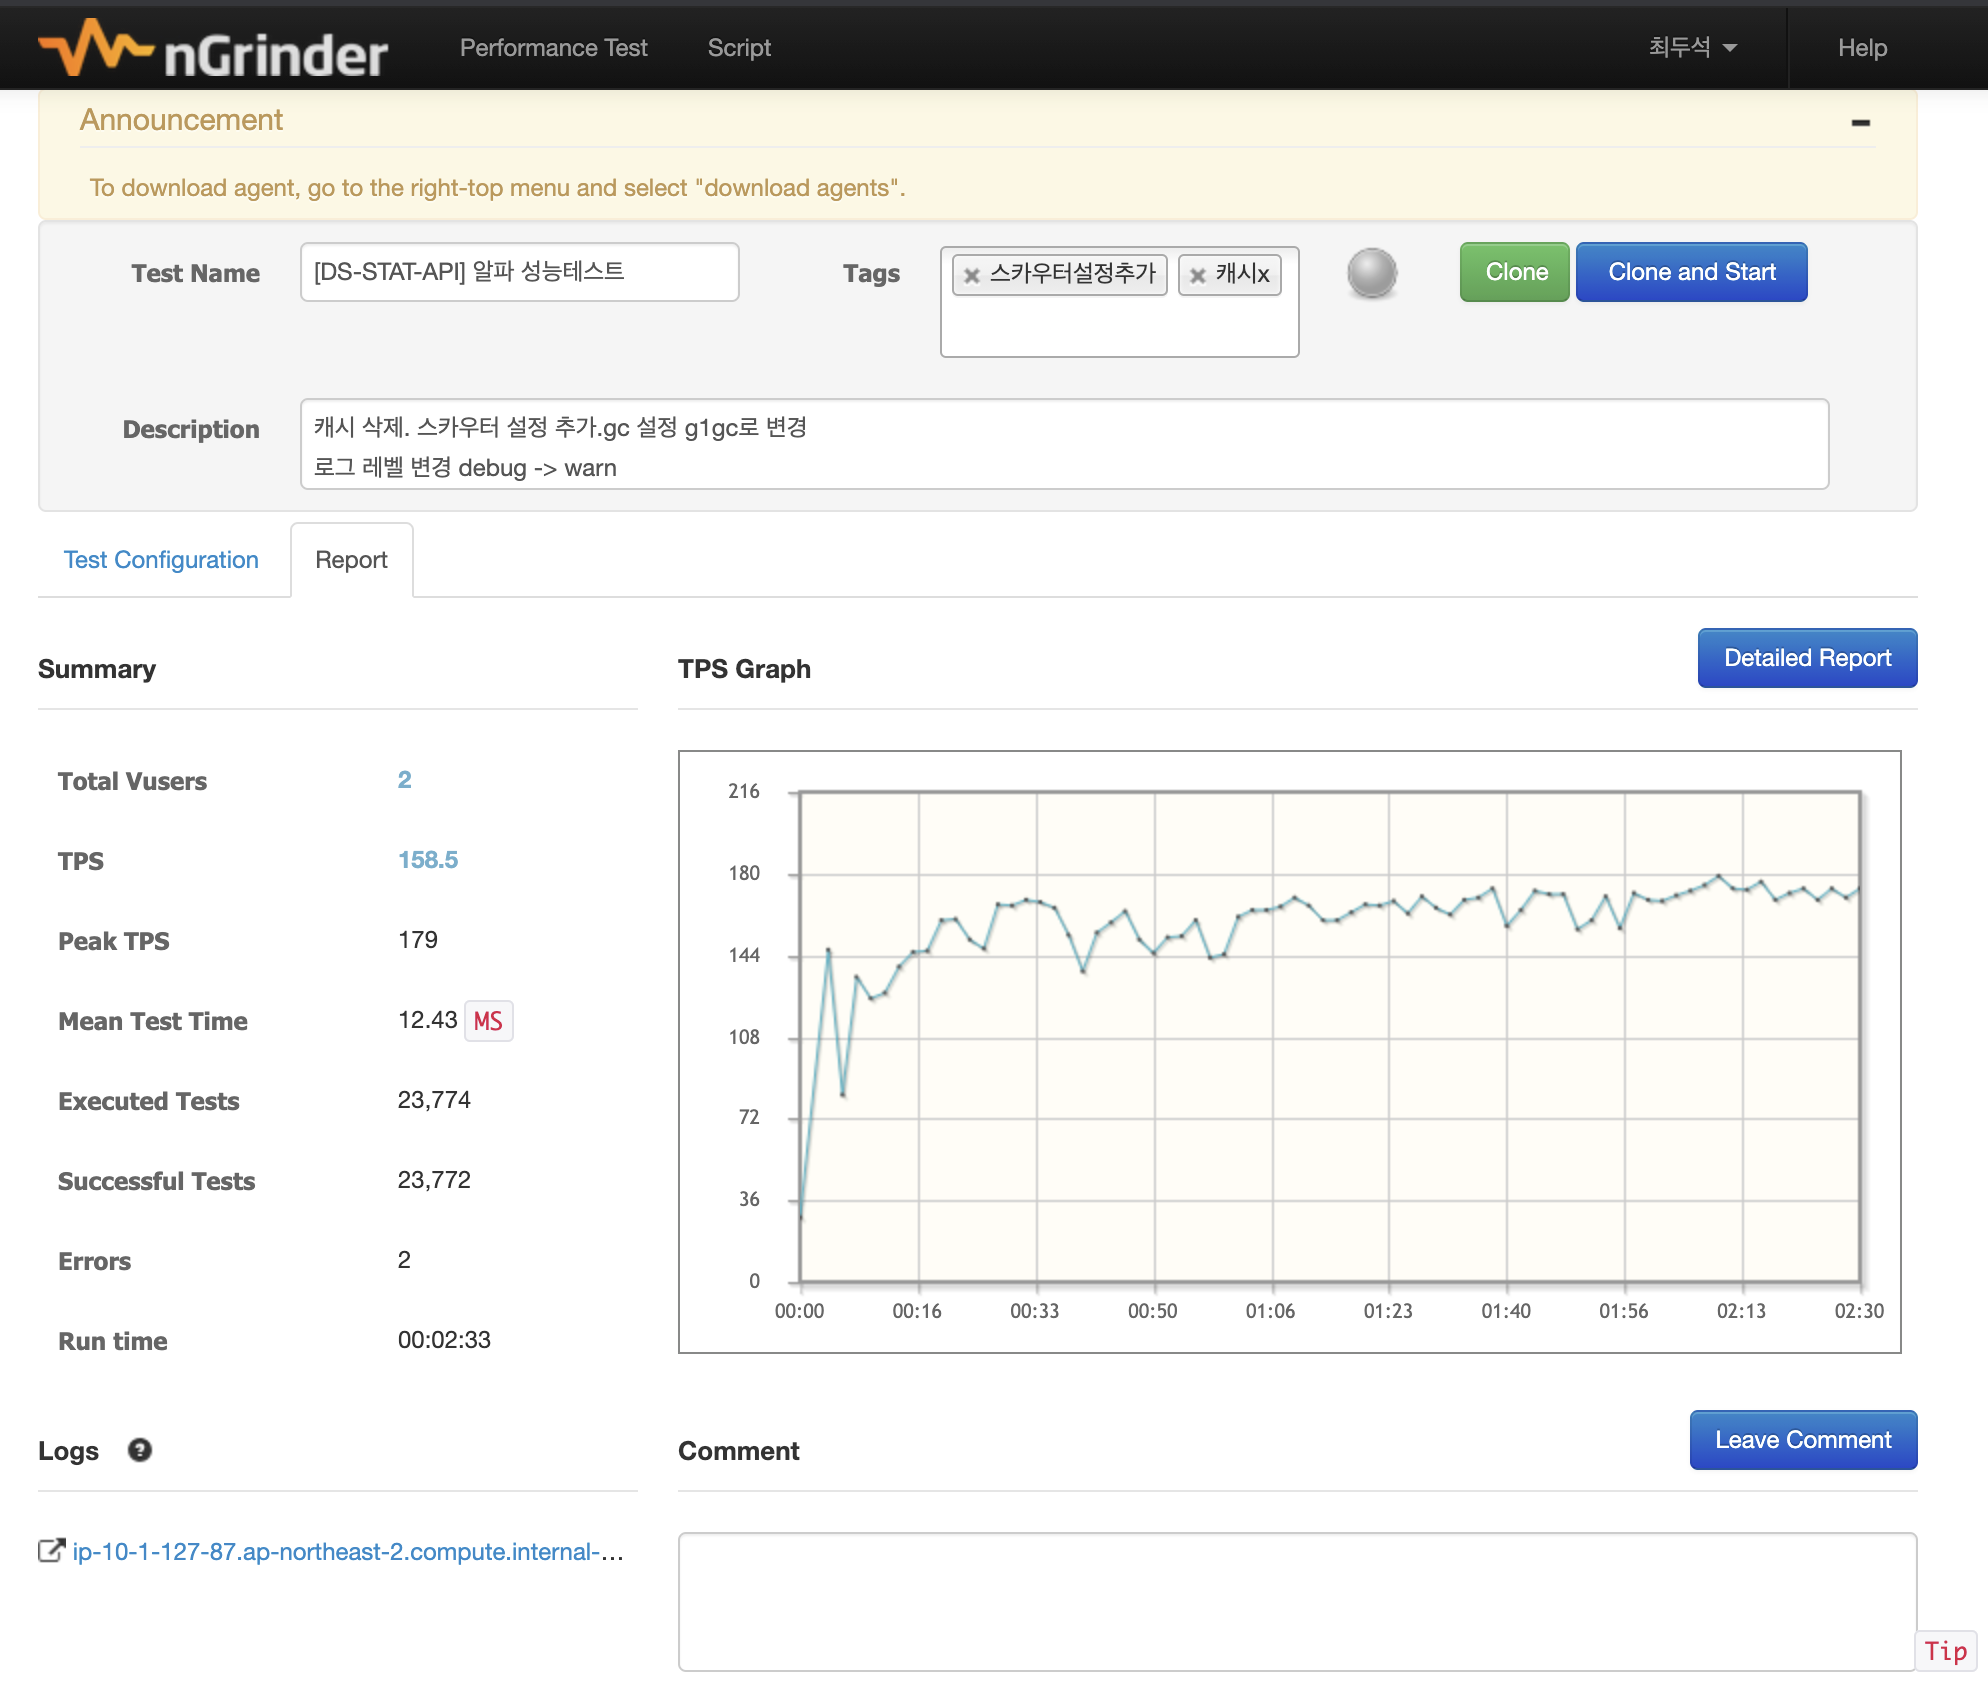 nGrinder
Performance Test
Script
최두석
Help
Announcement
To download agent, go to the right-top menu and select "download agents".
Test Name
[DS-STAT-API] 알파 성능테스트
Tags
스카우터설정추가
캐시x
Clone
Clone and Start
Description
캐시 삭제. 스카우터 설정 추가.gc 설정 g1gc로 변경
로그 레벨 변경 debug -> warn
Test Configuration
Report
Summary
Total Vusers 2
TPS 158.5
Peak TPS 179
Mean Test Time 12.43 MS
Executed Tests 23,774
Successful Tests 23,772
Errors 2
Run time 00:02:33
TPS Graph
Detailed Report
216
180
144
108
72
36
0
00:00 00:16 00:33 00:50 01:06 01:23 01:40 01:56 02:13 02:30
Logs
ip-10-1-127-87.ap-northeast-2.compute.internal-...
Comment
Leave Comment
Tip